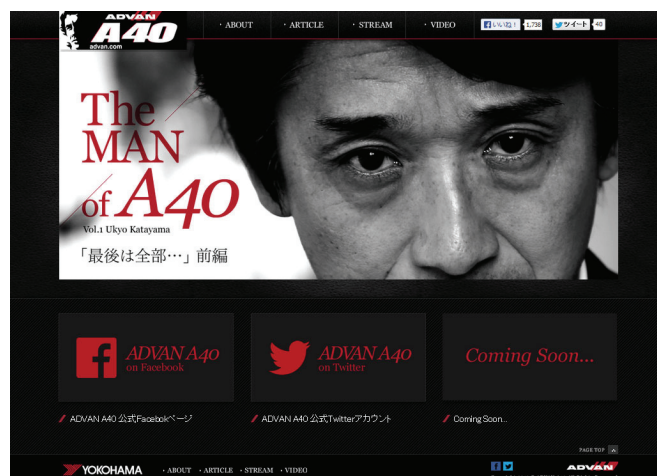 ADVAN
A40
advan.com
・ABOUT ・ARTICLE ・STREAM ・VIDEO いいね！ 1,736 ツイート 40
The
MAN
of A40
Vol.1 Ukyo Katayama
「最後は全部…」前編
ADVAN A40
on Facebook
ADVAN A40
on Twitter
Coming Soon...
ADVAN A40 公式Facebokページ
ADVAN A40 公式Twitterアカウント
Coming Soon...
PAGE TOP
YOKOHAMA ・ABOUT ・ARTICLE ・STREAM ・VIDEO ADVAN